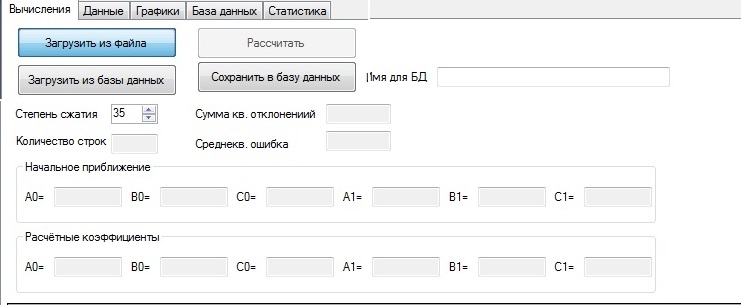 Вычисления Данные Графики База данных Статистика
Загрузить из файла Рассчитать
Загрузить из базы данных Сохранить в базу данных Имя для БД
Степень сжатия 35 Сумма кв. отклонениий
Количество строк Среднекв. ошибка
Начальное приближение
A0= B0= C0= A1= B1= C1=
Расчётные коэффициенты
A0= B0= C0= A1= B1= C1=